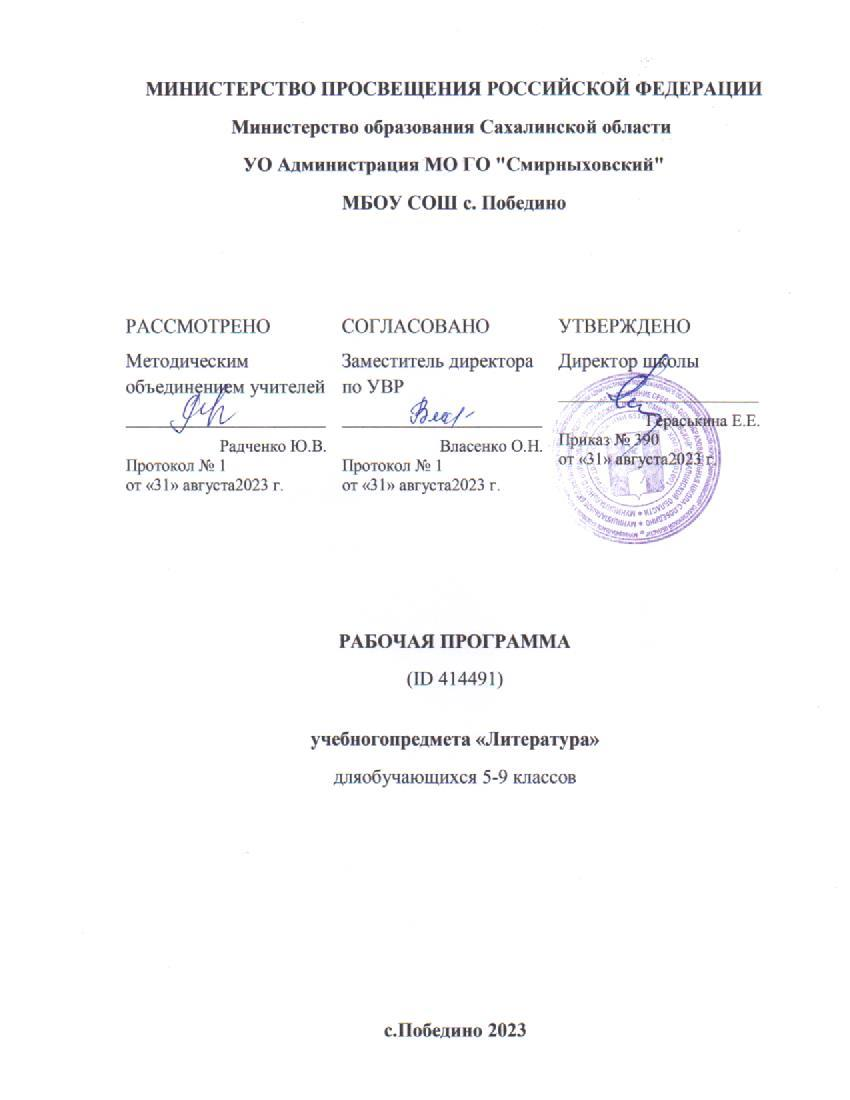 МИНИСТЕРСТВО ПРОСВЕЩЕНИЯ РОССИЙСКОЙ ФЕДЕРАЦИИ
Министерство образования Сахалинской области
УО Администрация МО ГО "Смирныховский"
МБОУ СОШ с. Победино
РАССМОТРЕНО
Методическим
объединением учителей
Радченко Ю.В.
Протокол № 1
от «31» августа2023 г.
СОГЛАСОВАНО
Заместитель директора
по УВР
Власенко О.Н.
Протокол № 1
от «31» августа2023 г.
УТВЕРЖДЕНО
Директор школы
Гераськина Е.Е.
Приказ № 390
от «31» августа2023 г.
РАБОЧАЯ ПРОГРАММА
(ID 414491)
учебногопредмета «Литература»
дляобучающихся 5-9 классов
с.Победино 2023